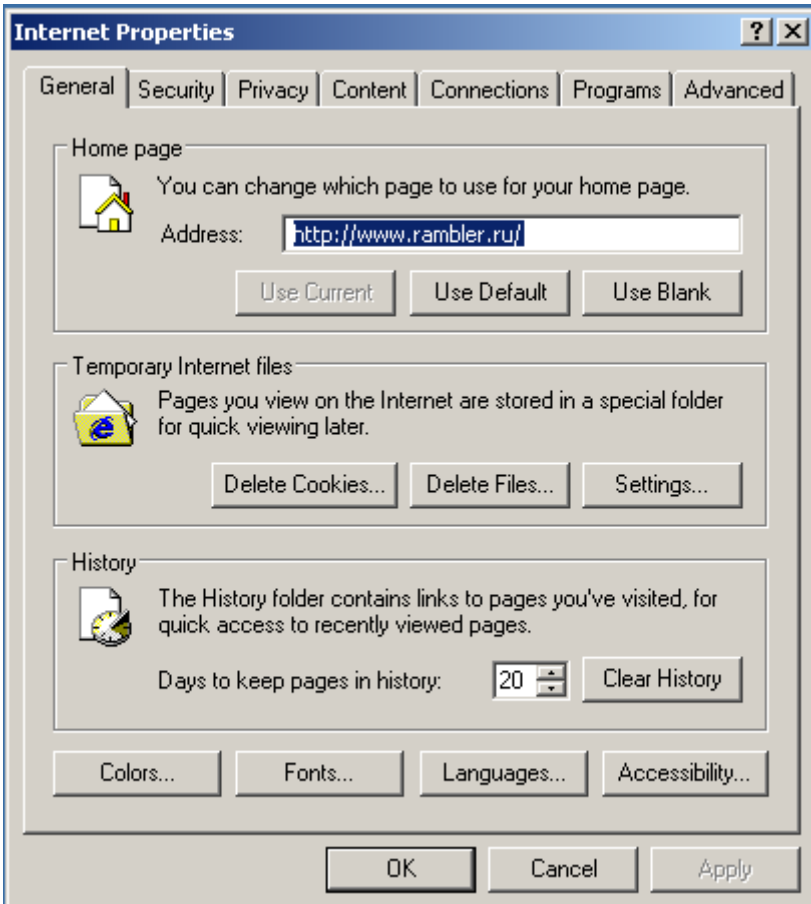 Internet Properties
General Security Privacy Content Connections Programs Advanced
Home page
You can change which page to use for your home page.
Address: http://www.rambler.ru/
Use Current Use Default Use Blank
Temporary Internet files
Pages you view on the Internet are stored in a special folder
for quick viewing later.
Delete Cookies... Delete Files... Settings...
History
The History folder contains links to pages you've visited, for
quick access to recently viewed pages.
Days to keep pages in history: 20 Clear History
Colors... Fonts... Languages... Accessibility...
OK Cancel Apply